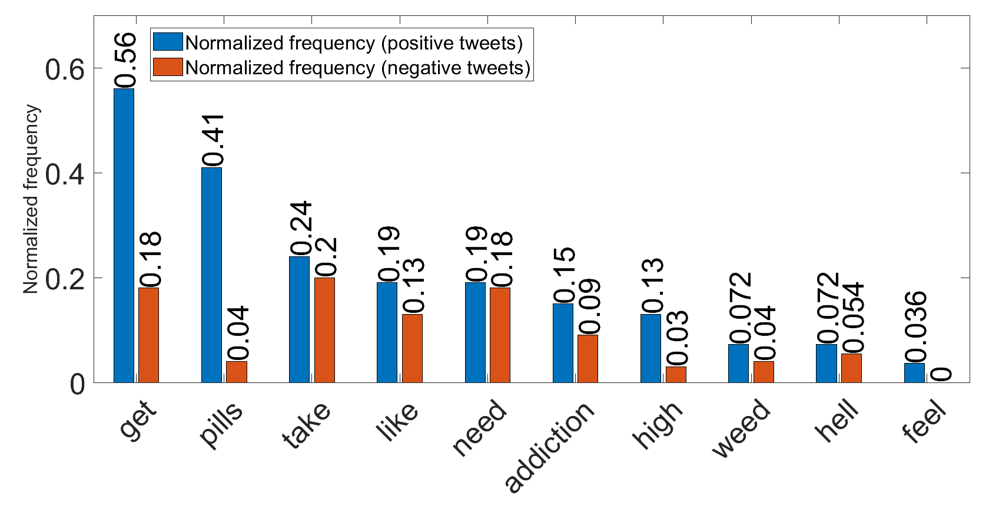 Normalized frequency (positive tweets)
Normalized frequency (negative tweets)
Normalized frequency
0.6
0.4
0.2
0
0.56
0.18
0.41
0.04
0.24
0.2
0.19
0.13
0.19
0.18
0.15
0.09
0.13
0.03
0.072
0.04
0.072
0.054
0.036
0
get
pills
take
like
need
addiction
high
weed
hell
feel